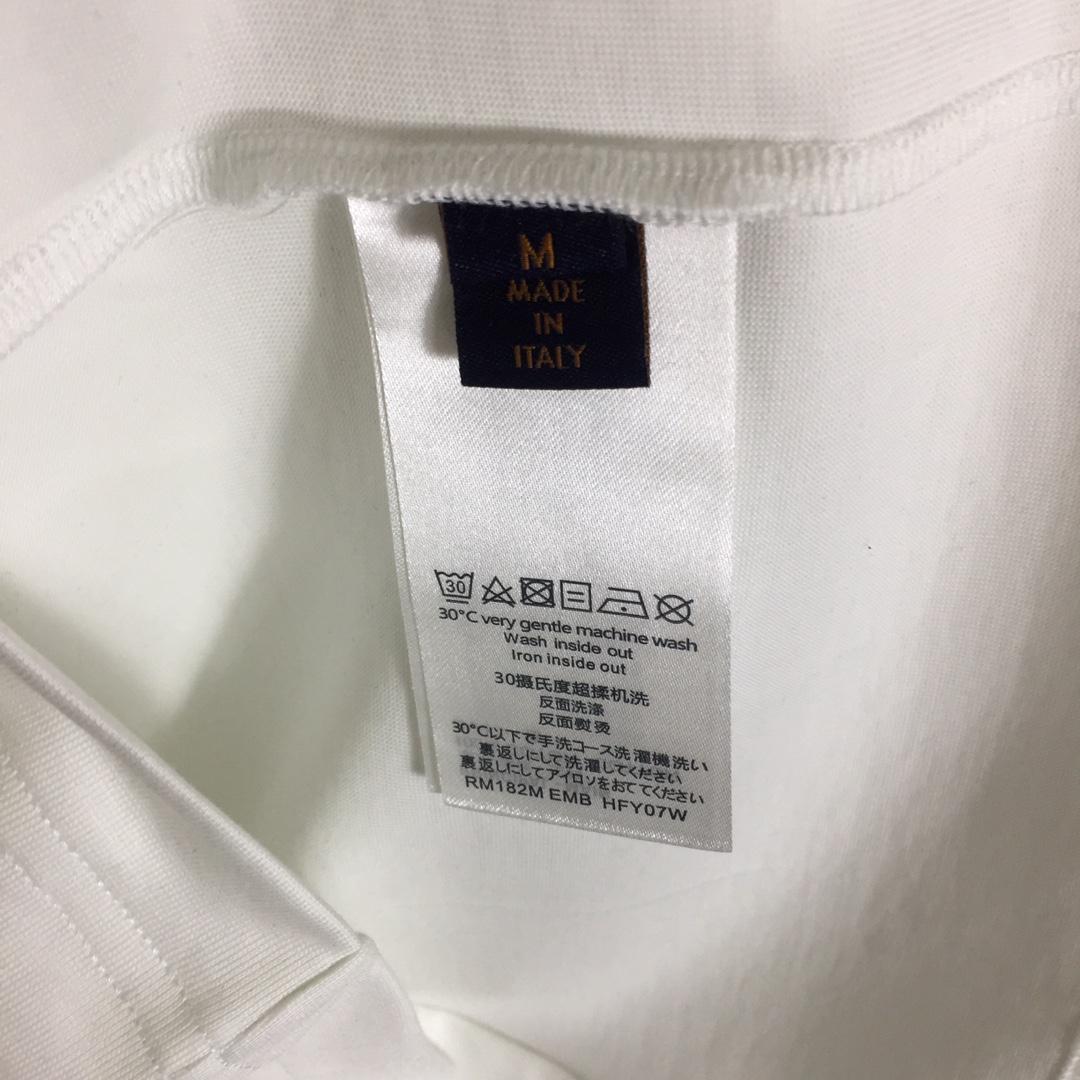 M
MADE
IN
ITALY
30
30°C very gentle machine wash
Wash inside out
Iron inside out
30摄氏度超揉机洗
反面洗涤
反面熨烫
30°C以下で手洗コース洗濯機洗い
裏返しにして洗濯してください
裏返しにしてアイロソをおててください
RM182M EMB HFY07W